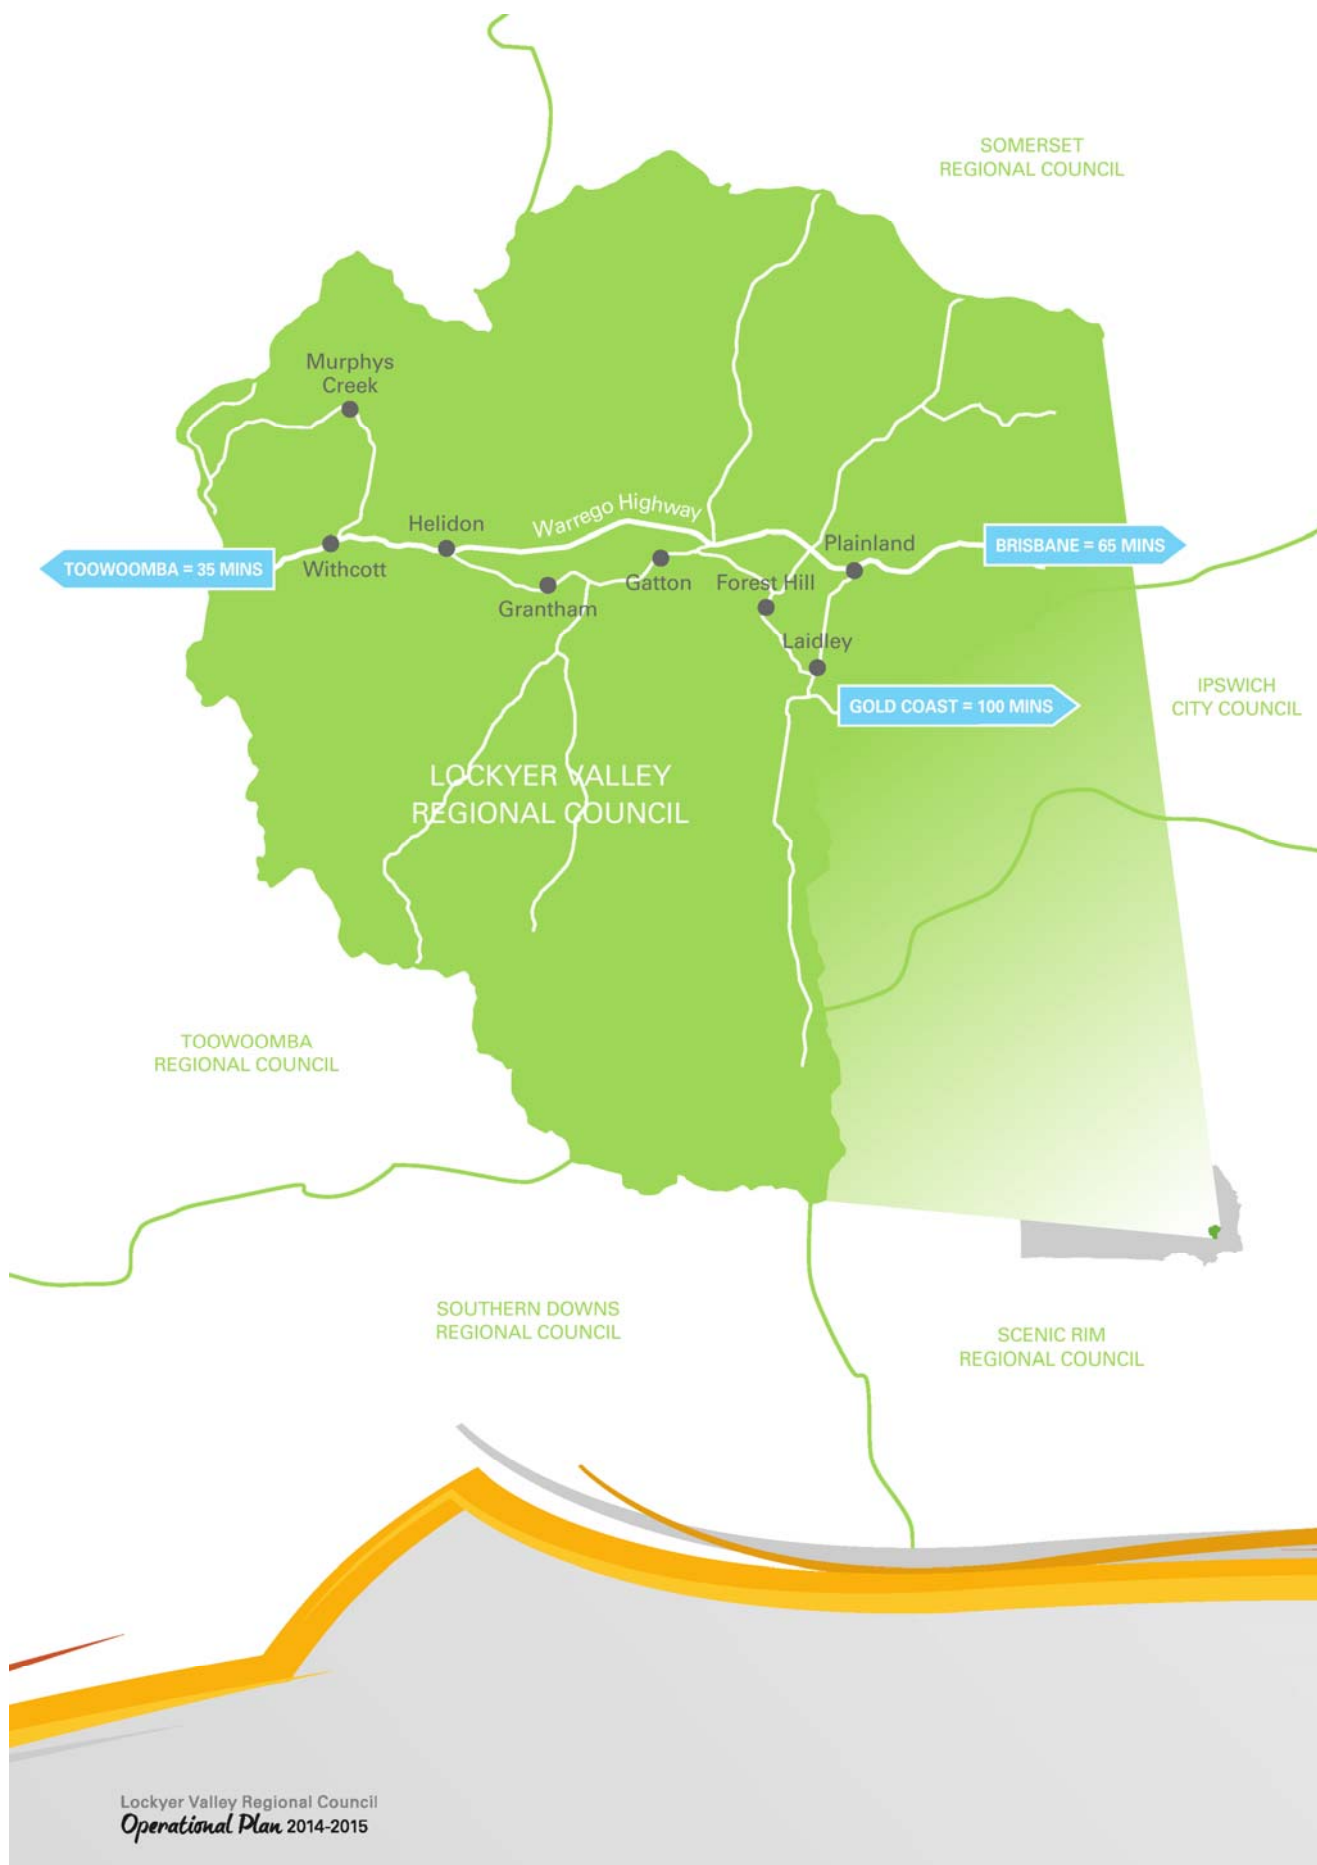 SOMERSET
REGIONAL COUNCIL
Murphys
Creek
Warrego Highway
Helidon
Plainland
BRISBANE = 65 MINS
TOOWOOMBA = 35 MINS
Withcott
Gatton
Forest Hill
Grantham
Laidley
IPSWICH
CITY COUNCIL
GOLD COAST = 100 MINS
LOCKYER VALLEY
REGIONAL COUNCIL
TOOWOOMBA
REGIONAL COUNCIL
SOUTHERN DOWNS
REGIONAL COUNCIL
SCENIC RIM
REGIONAL COUNCIL
Lockyer Valley Regional Council
Operational Plan 2014-2015